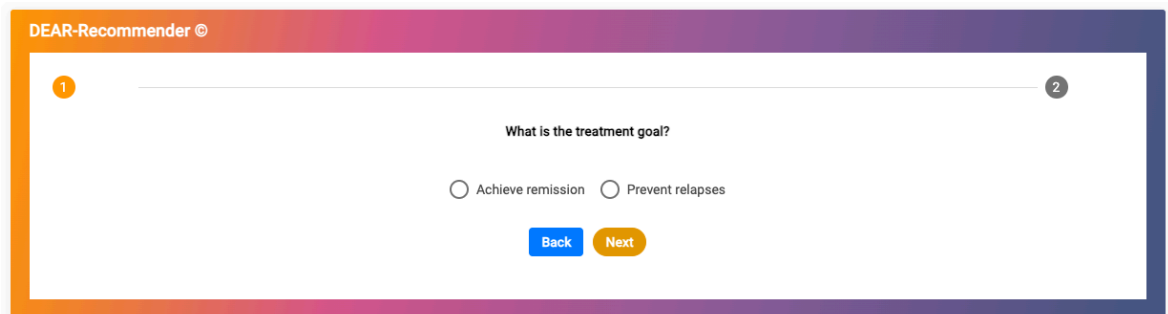 DEAR-Recommender ©
1 2
What is the treatment goal?
Achieve remission Prevent relapses
Back Next